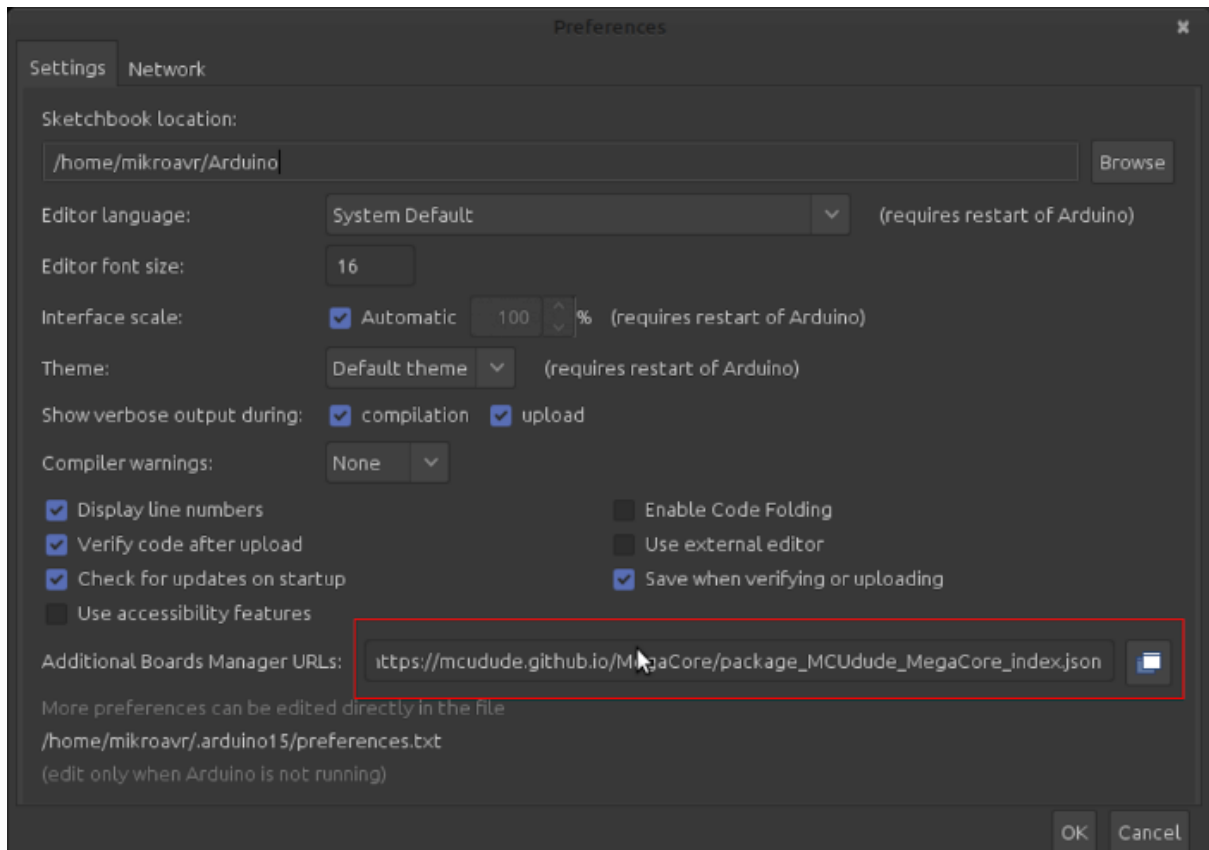 Preferences
Settings Network
Sketchbook location:
/home/mikroavr/Arduino Browse
Editor language: System Default (requires restart of Arduino)
Editor font size: 16
Interface scale: Automatic 100 % (requires restart of Arduino)
Theme: Default theme (requires restart of Arduino)
Show verbose output during: compilation upload
Compiler warnings: None
Display line numbers Enable Code Folding
Verify code after upload Use external editor
Check for updates on startup Save when verifying or uploading
Use accessibility features
Additional Boards Manager URLs: ttps://mcudude.github.io/MegaCore/package_MCUdude_MegaCore_index.json
More preferences can be edited directly in the file
/home/mikroavr/.arduino15/preferences.txt
(edit only when Arduino is not running)
OK Cancel